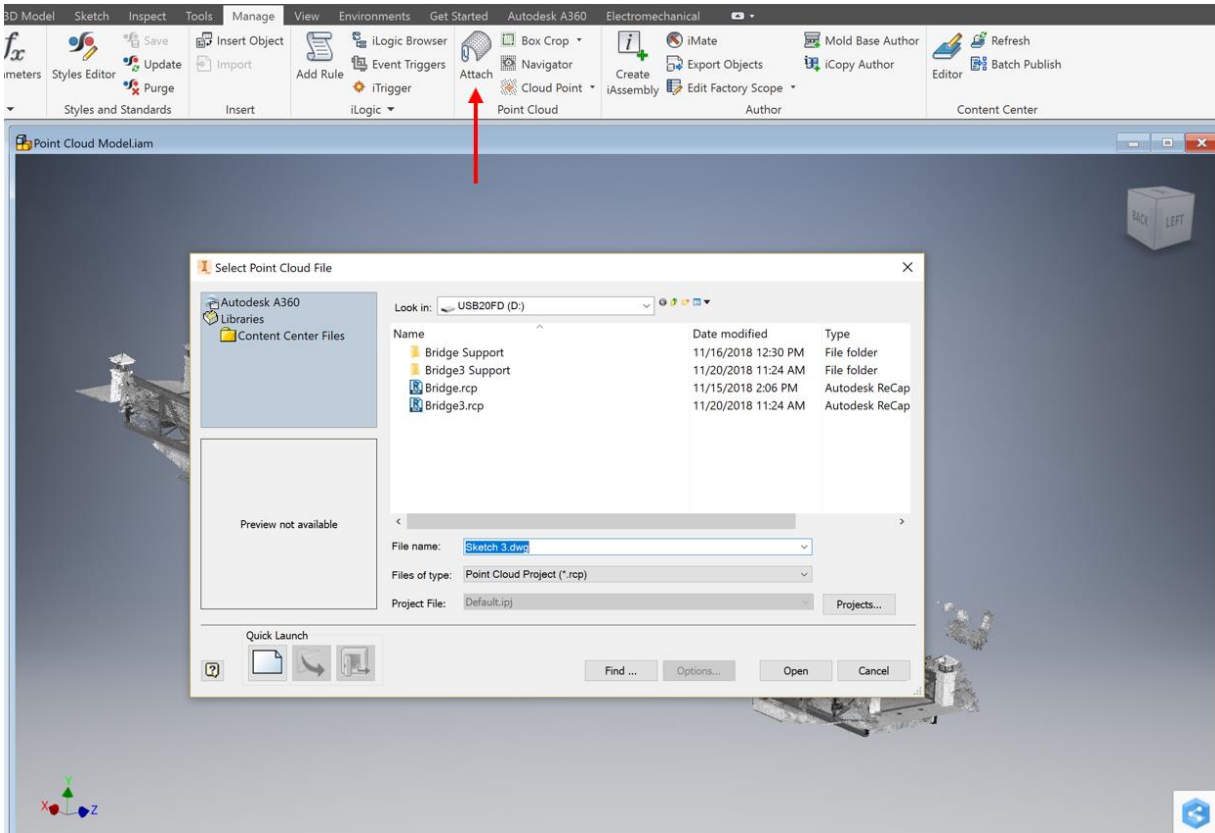 3D Model Sketch Inspect Tools Manage View Environments Get Started Autodesk A360 Electromechanical
fx
Save
Insert Object
iLogic Browser
Box Crop
iMate
Mold Base Author
Refresh
Update
Import
Event Triggers
Navigator
Export Objects
iCopy Author
Batch Publish
ameters Styles Editor
Add Rule
Attach
Create
iAssembly
Editor
Purge
iTrigger
Cloud Point
Edit Factory Scope
Styles and Standards Insert iLogic Point Cloud Author Content Center
Point Cloud Model.iam
BACK LEFT
Select Point Cloud File
Autodesk A360
Libraries
Content Center Files
Look in: USB20FD (D:)
Name Date modified Type
Bridge Support 11/16/2018 12:30 PM File folder
Bridge3 Support 11/20/2018 11:24 AM File folder
Bridge.rcp 11/15/2018 2:06 PM Autodesk ReCap
Bridge3.rcp 11/20/2018 11:24 AM Autodesk ReCap
Preview not available
File name: Sketch 3.dwg
Files of type: Point Cloud Project (*.rcp)
Project File: Default.ipj Projects...
Quick Launch
Find ... Options... Open Cancel
Y
X Z